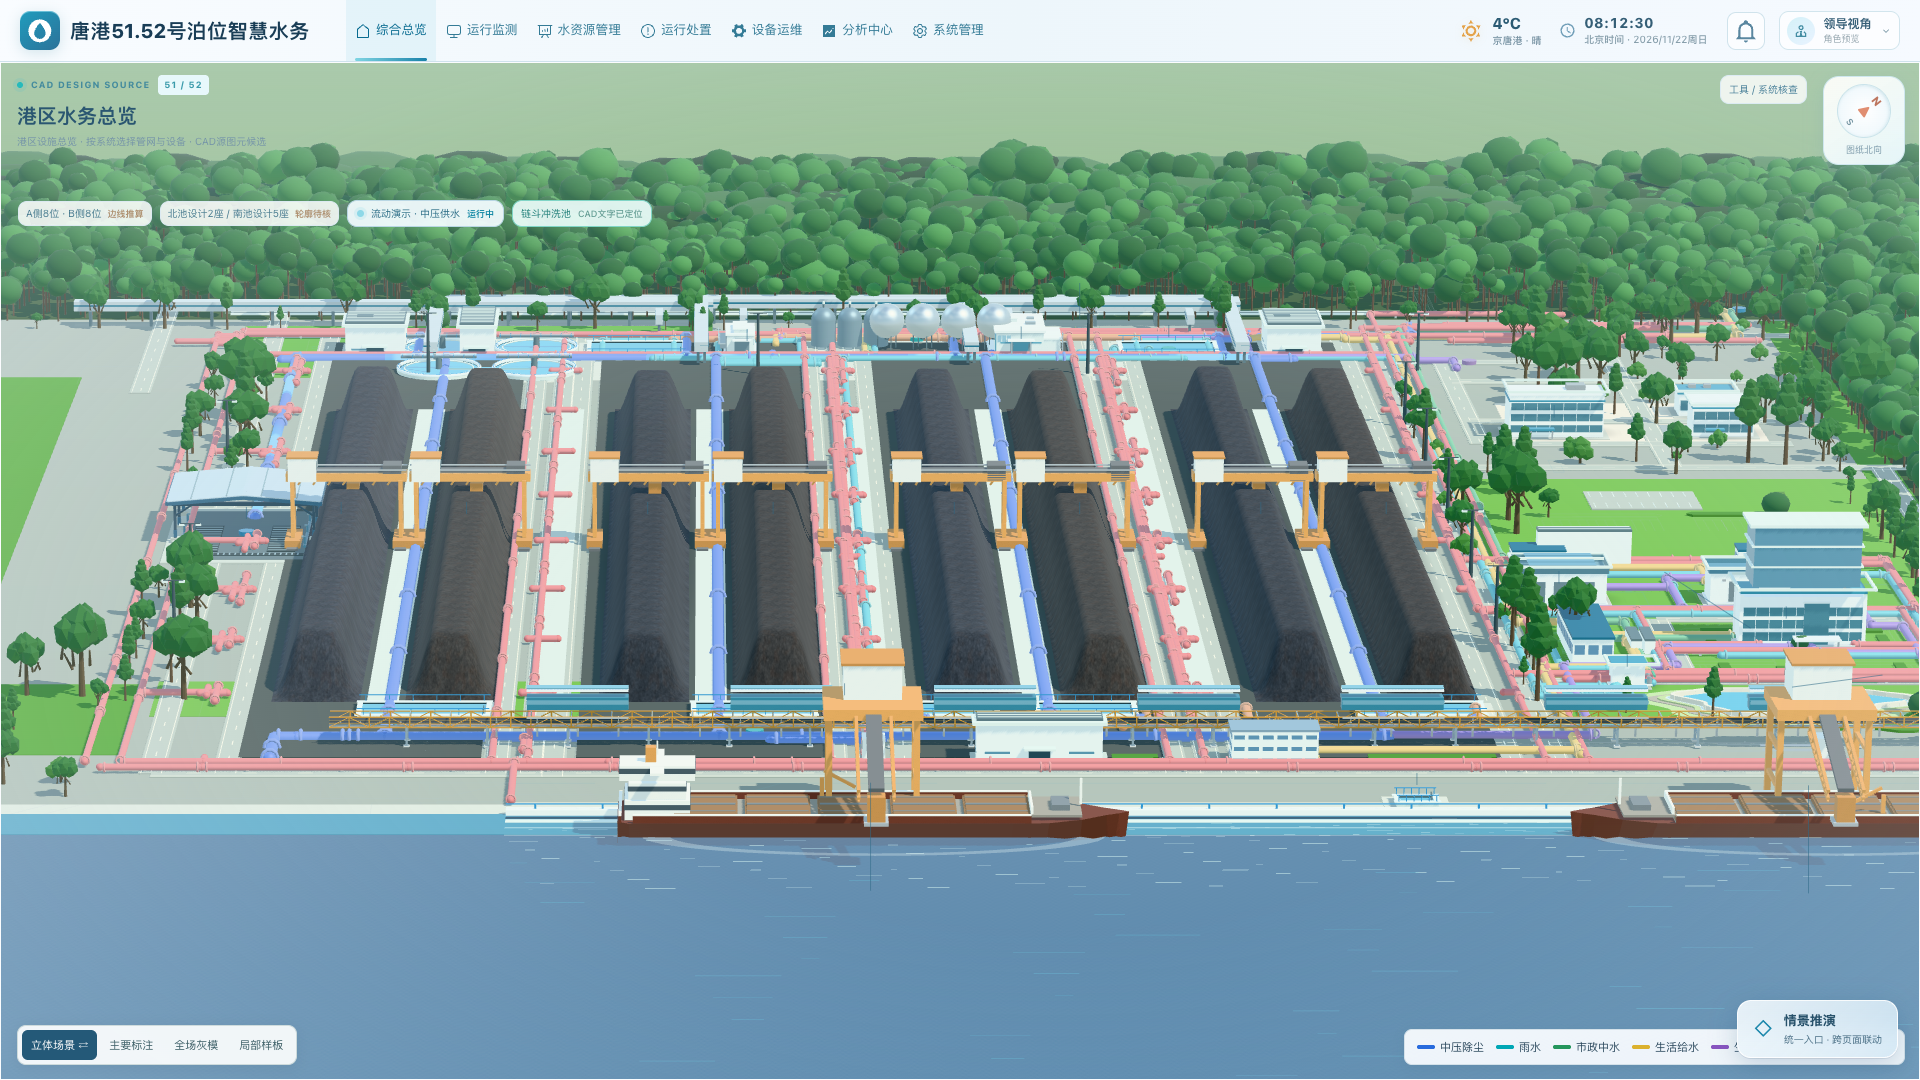 唐港51.52号泊位智慧水务
综合总览
运行监测
水资源管理
运行处置
设备运维
分析中心
系统管理
4°C
京唐港 · 晴
08:12:30
北京时间 · 2026/11/22周日
领导视角
角色预览
CAD DESIGN SOURCE
51 / 52
港区水务总览
港区设施总览 · 按系统选择管网与设备 · CAD源图元候选
工具 / 系统核查
N
S
图纸北向
A侧8位 · B侧8位 边线推算
北池设计2座 / 南池设计5座 轮廓待核
流动演示 · 中压供水 运行中
链斗冲洗池 CAD文字已定位
立体场景
主要标注
全场灰模
局部样板
中压除尘
雨水
市政中水
生活给水
情景推演
统一入口 · 跨页面联动